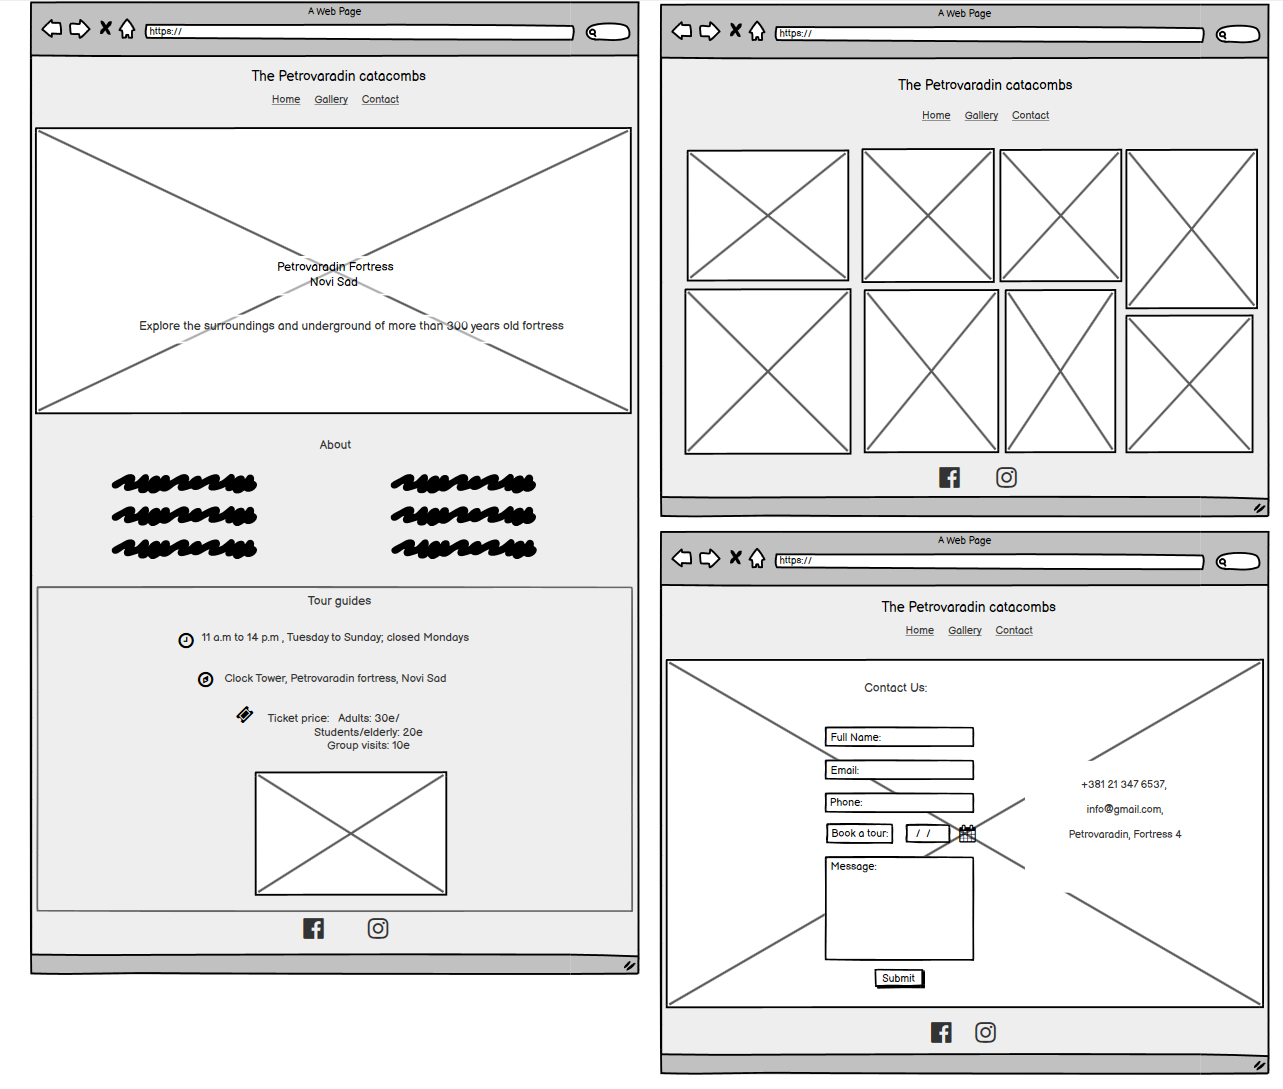 A Web Page
https://
The Petrovaradin catacombs
Home Gallery Contact
Petrovaradin Fortress
Novi Sad
Explore the surroundings and underground of more than 300 years old fortress
About
Tour guides
11 a.m to 14 p.m , Tuesday to Sunday; closed Mondays
Clock Tower, Petrovaradin fortress, Novi Sad
Ticket price: Adults: 30e/
Students/elderly: 20e
Group visits: 10e
A Web Page
https://
The Petrovaradin catacombs
Home Gallery Contact
A Web Page
https://
The Petrovaradin catacombs
Home Gallery Contact
Contact Us:
Full Name:
Email:
Phone:
Book a tour: / /
Message:
Submit
+381 21 347 6537,
info@gmail.com,
Petrovaradin, Fortress 4